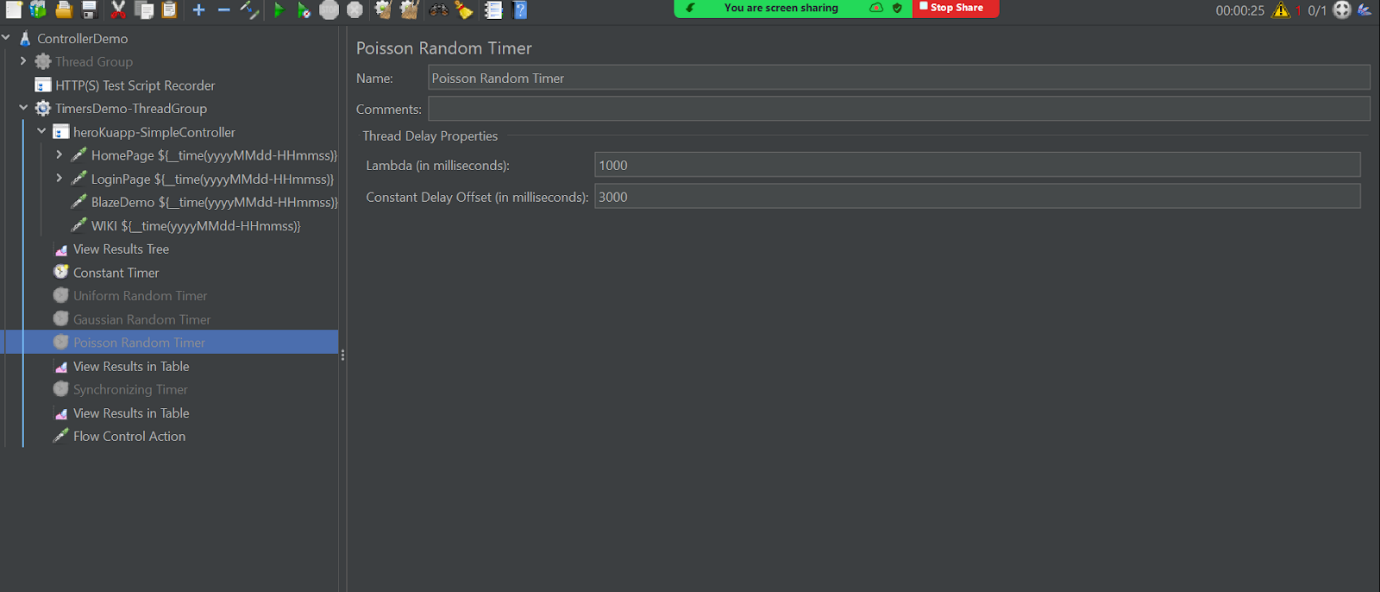 You are screen sharing
Stop Share
00:00:25
1
0/1
ControllerDemo
Thread Group
HTTP(S) Test Script Recorder
TimersDemo-ThreadGroup
heroKuapp-SimpleController
HomePage ${__time(yyyyMMdd-HHmmss)}
LoginPage ${__time(yyyyMMdd-HHmmss)}
BlazeDemo ${__time(yyyyMMdd-HHmmss)}
WIKI ${__time(yyyyMMdd-HHmmss)}
View Results Tree
Constant Timer
Uniform Random Timer
Gaussian Random Timer
Poisson Random Timer
View Results in Table
Synchronizing Timer
View Results in Table
Flow Control Action
Poisson Random Timer
Name: Poisson Random Timer
Comments:
Thread Delay Properties
Lambda (in milliseconds): 1000
Constant Delay Offset (in milliseconds): 3000